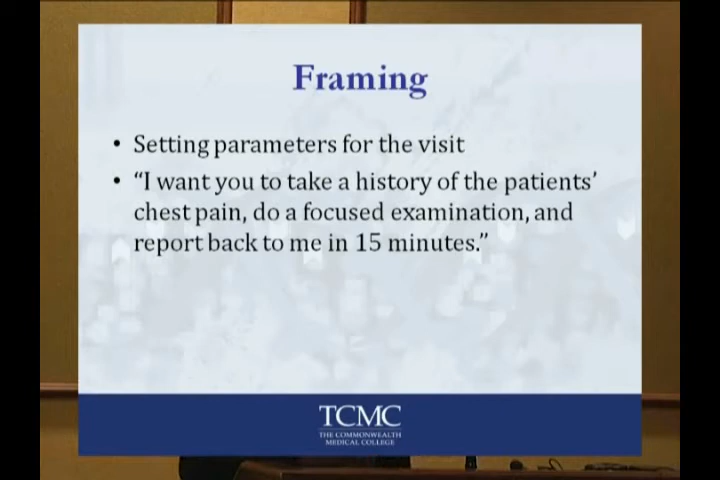 Framing
• Setting parameters for the visit
• “I want you to take a history of the patients’
chest pain, do a focused examination, and
report back to me in 15 minutes.”
TCMC
THE COMMONWEALTH
MEDICAL COLLEGE